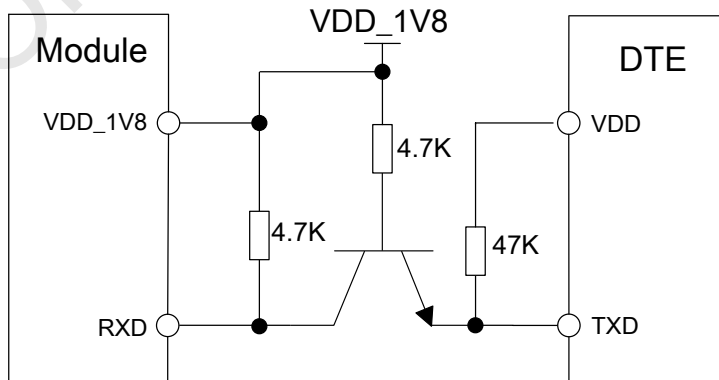 VDD_1V8
Module
DTE
VDD_1V8
VDD
4.7K
4.7K
47K
RXD
TXD